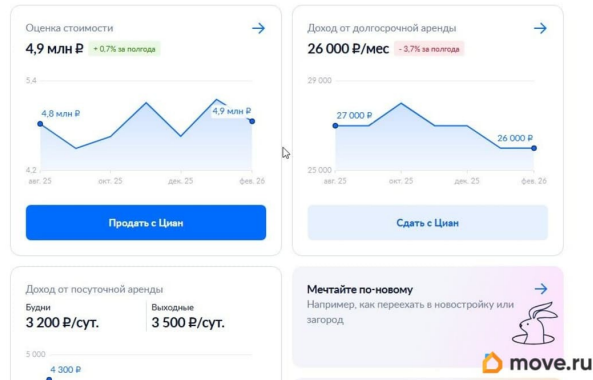 Оценка стоимости
4,9 млн ₽ + 0,7% за полгода
5,4
4,8 млн ₽
4,9 млн ₽
4,2
авг. 25 окт. 25 дек. 25 фев. 26
Продать с Циан
Доход от долгосрочной аренды
26 000 ₽/мес - 3,7% за полгода
29 000
27 000 ₽
26 000 ₽
25 000
авг. 25 окт. 25 дек. 25 фев. 26
Сдать с Циан
Доход от посуточной аренды
Будни Выходные
3 200 ₽/сут. 3 500 ₽/сут.
5 000
4 300 ₽
Мечтайте по-новому
Например, как переехать в новостройку или
загород
move.ru